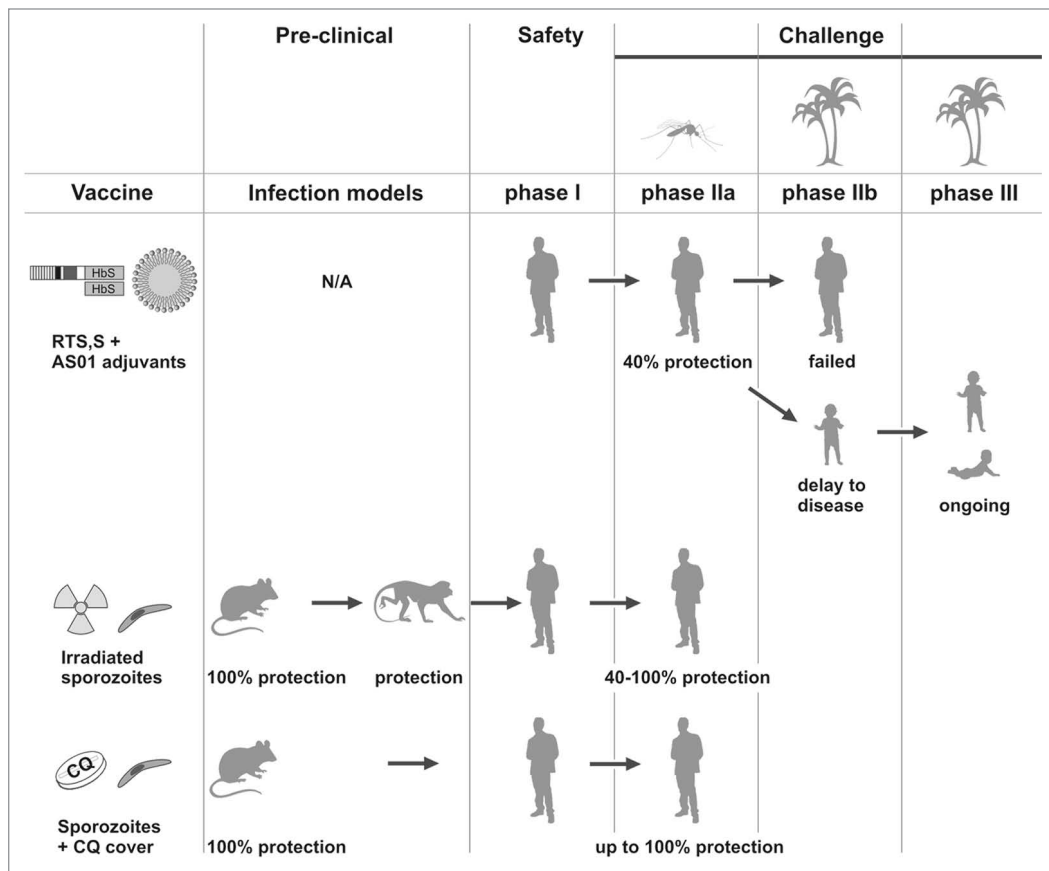 Pre-clinical
Safety
Challenge
Vaccine
Infection models
phase I
phase IIa
phase IIb
phase III
HbS
HbS
N/A
RTS,S +
AS01 adjuvants
40% protection
failed
delay to
disease
ongoing
Irradiated
sporozoites
100% protection
protection
40-100% protection
CQ
Sporozoites
+ CQ cover
100% protection
up to 100% protection